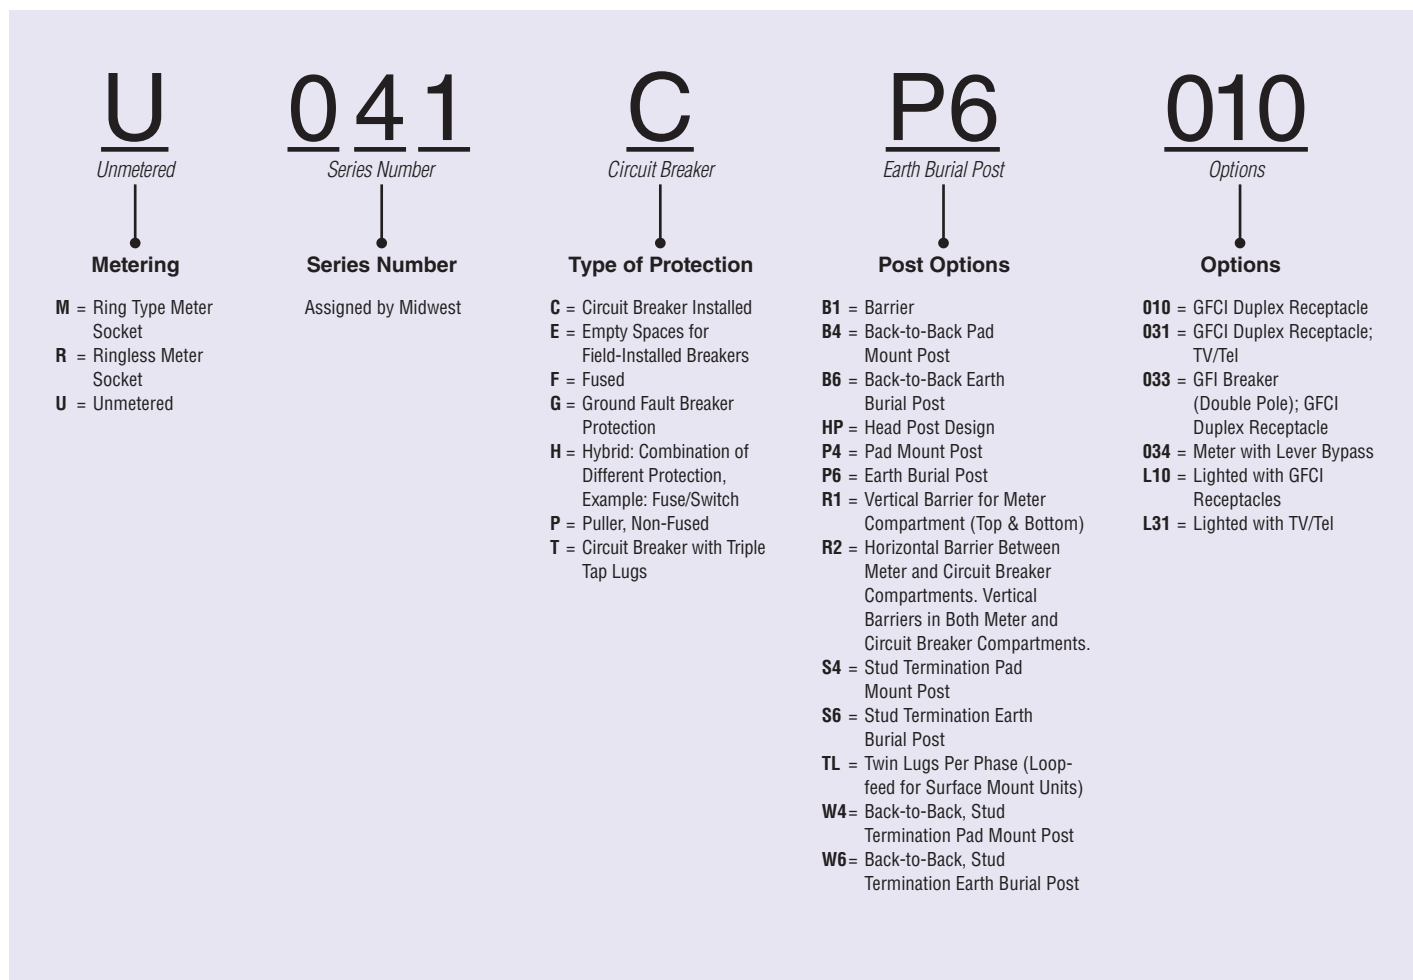 U 041 C P6 010
Unmetered Series Number Circuit Breaker Earth Burial Post Options
Metering
M = Ring Type Meter
Socket
R = Ringless Meter
Socket
U = Unmetered
Series Number
Assigned by Midwest
Type of Protection
C = Circuit Breaker Installed
E = Empty Spaces for
Field-Installed Breakers
F = Fused
G = Ground Fault Breaker
Protection
H = Hybrid: Combination of
Different Protection,
Example: Fuse/Switch
P = Puller, Non-Fused
T = Circuit Breaker with Triple
Tap Lugs
Post Options
B1 = Barrier
B4 = Back-to-Back Pad
Mount Post
B6 = Back-to-Back Earth
Burial Post
HP = Head Post Design
P4 = Pad Mount Post
P6 = Earth Burial Post
R1 = Vertical Barrier for Meter
Compartment (Top & Bottom)
R2 = Horizontal Barrier Between
Meter and Circuit Breaker
Compartments. Vertical
Barriers in Both Meter and
Circuit Breaker Compartments.
S4 = Stud Termination Pad
Mount Post
S6 = Stud Termination Earth
Burial Post
TL = Twin Lugs Per Phase (Loop-
feed for Surface Mount Units)
W4= Back-to-Back, Stud
Termination Pad Mount Post
W6= Back-to-Back, Stud
Termination Earth Burial Post
Options
010 = GFCI Duplex Receptacle
031 = GFCI Duplex Receptacle;
TV/Tel
033 = GFI Breaker
(Double Pole); GFCI
Duplex Receptacle
034 = Meter with Lever Bypass
L10 = Lighted with GFCI
Receptacles
L31 = Lighted with TV/Tel